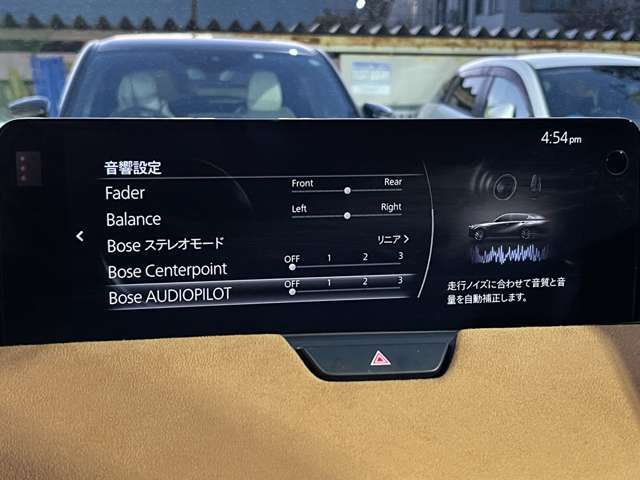 4:54pm
音響設定
Fader
Front
Rear
Balance
Left
Right
Bose ステレオモード
リニア
Bose Centerpoint
OFF 1 2 3
Bose AUDIOPILOT
OFF 1 2 3
走行ノイズに合わせて音質と音
量を自動補正します。